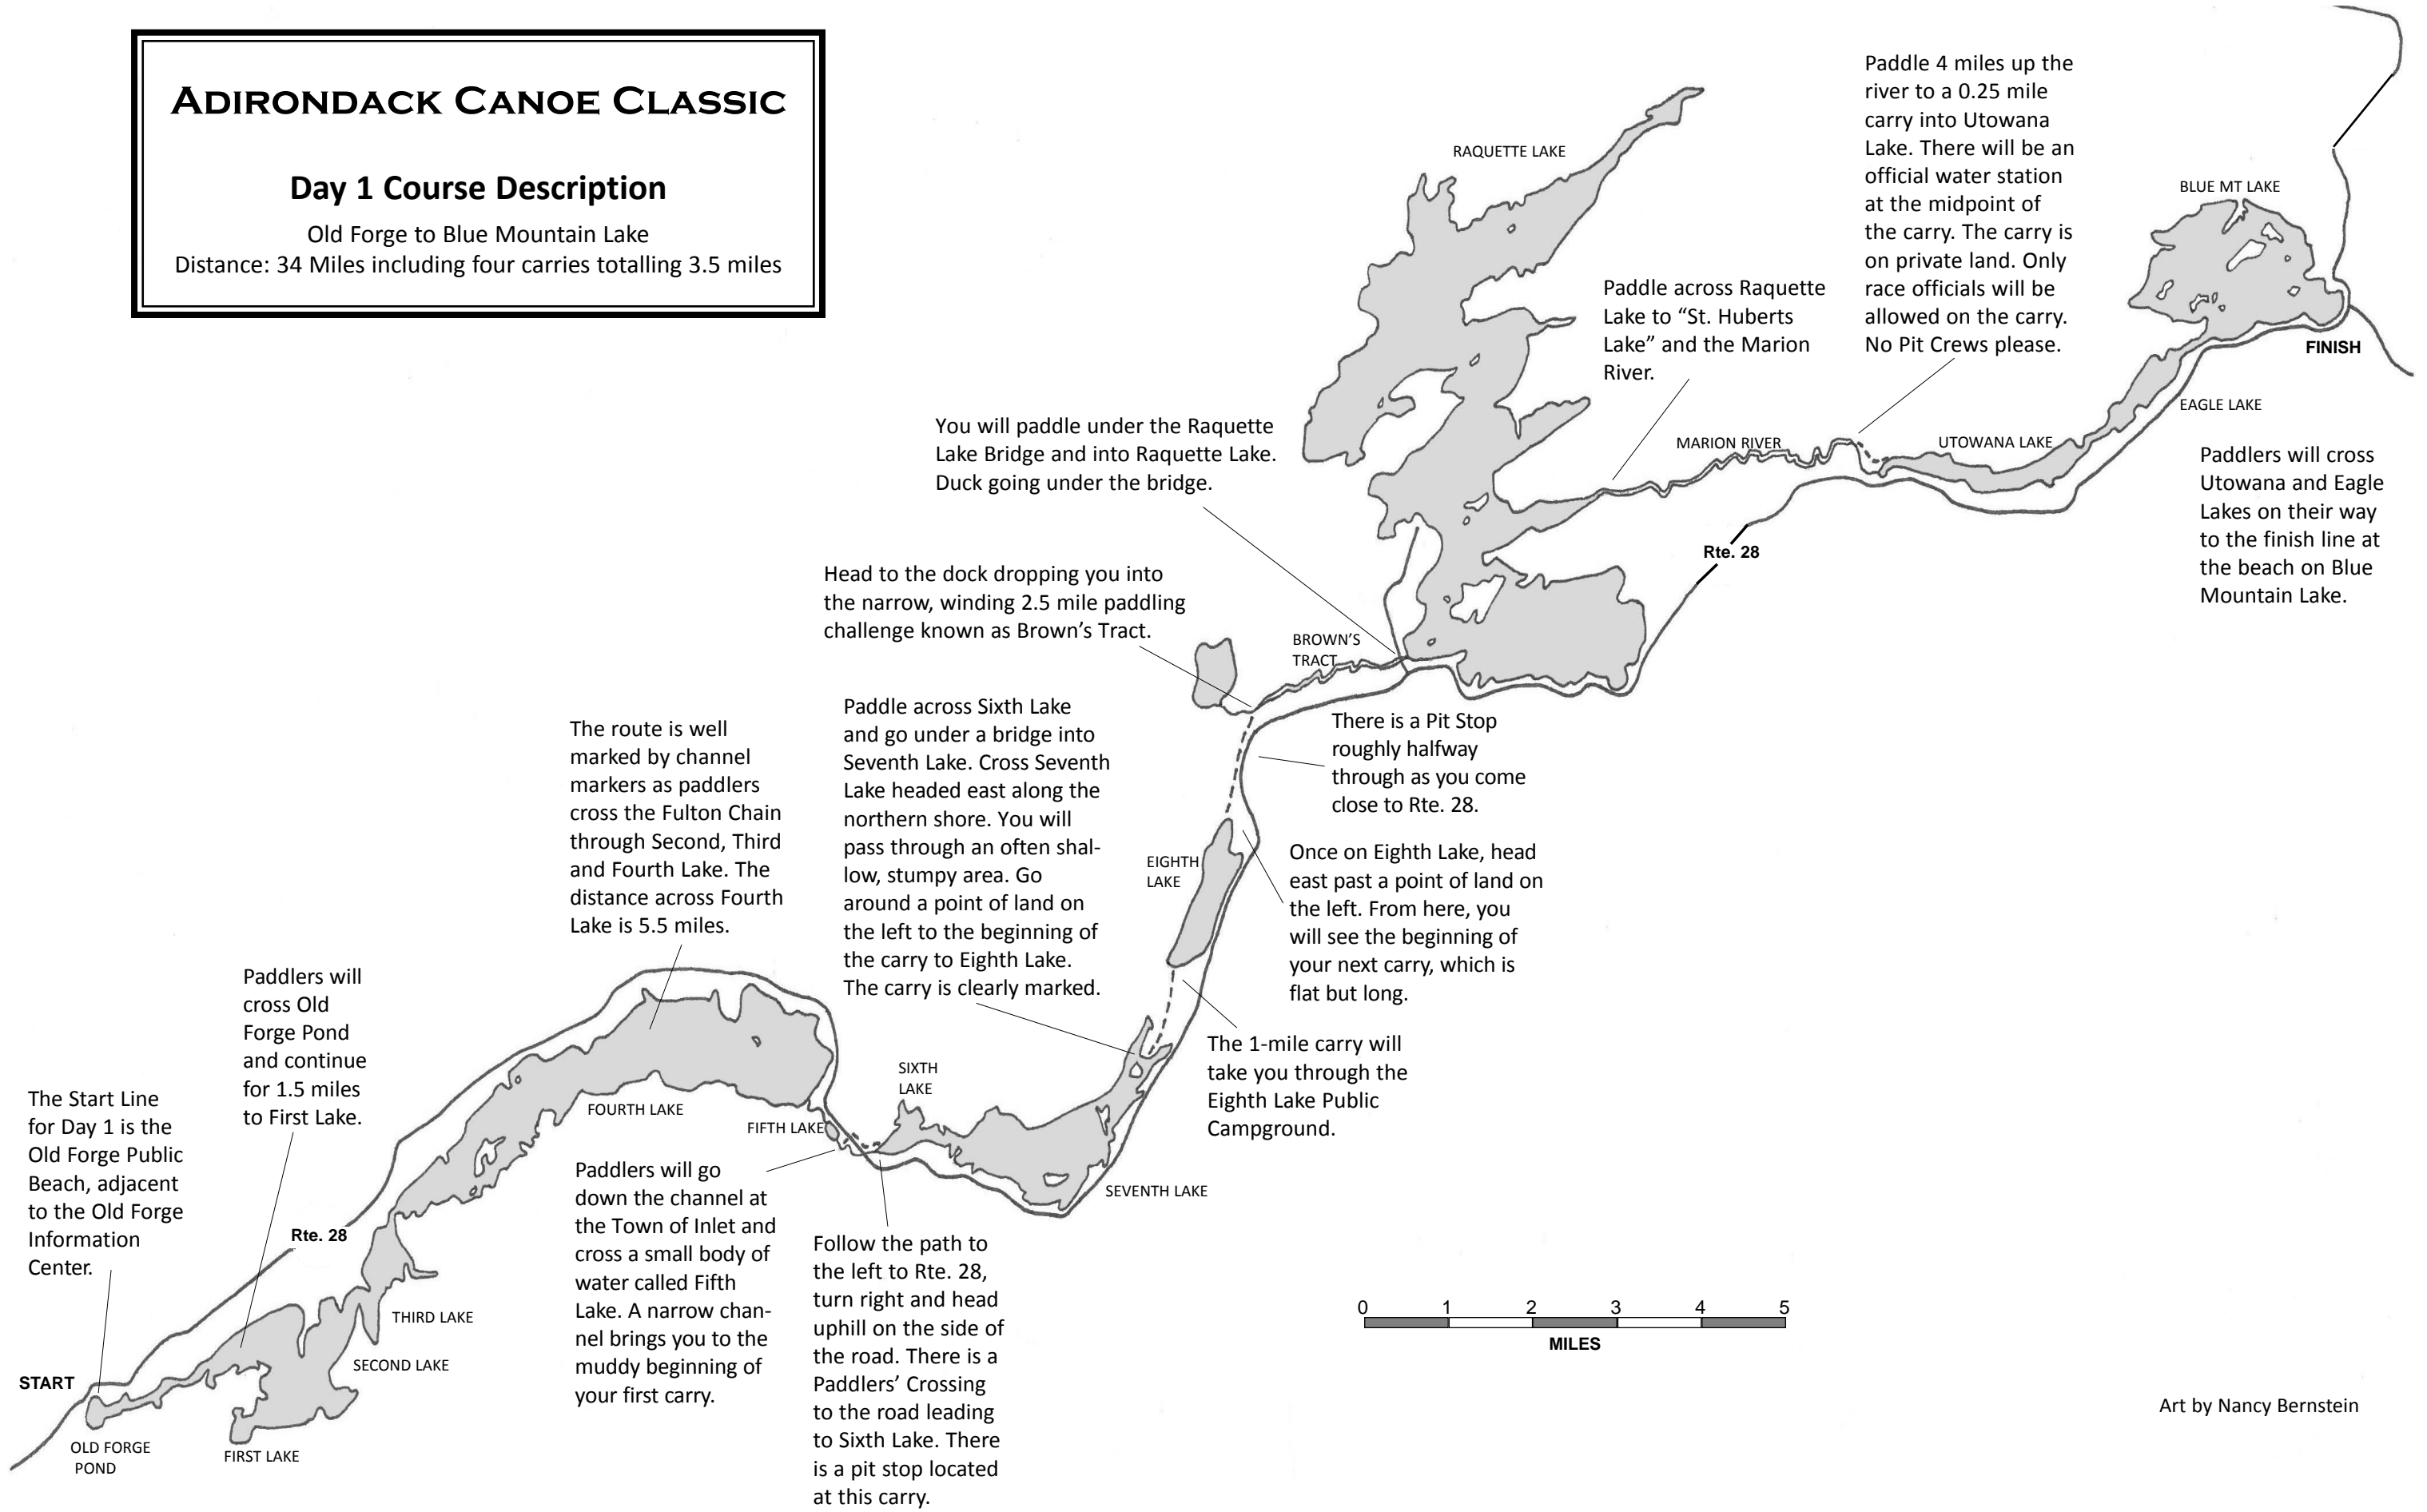 ADIRONDACK CANOE CLASSIC
Day 1 Course Description
Old Forge to Blue Mountain Lake
Distance: 34 Miles including four carries totalling 3.5 miles
START
The Start Line
for Day 1 is the
Old Forge Public
Beach, adjacent
to the Old Forge
Information
Center.
OLD FORGE
POND
Paddlers will
cross Old
Forge Pond
and continue
for 1.5 miles
to First Lake.
FIRST LAKE
Rte. 28
SECOND LAKE
THIRD LAKE
The route is well
marked by channel
markers as paddlers
cross the Fulton Chain
through Second, Third
and Fourth Lake. The
distance across Fourth
Lake is 5.5 miles.
FOURTH LAKE
FIFTH LAKE
Paddlers will go
down the channel at
the Town of Inlet and
cross a small body of
water called Fifth
Lake. A narrow chan-
nel brings you to the
muddy beginning of
your first carry.
Follow the path to
the left to Rte. 28,
turn right and head
uphill on the side of
the road. There is a
Paddlers’ Crossing
to the road leading
to Sixth Lake. There
is a pit stop located
at this carry.
SIXTH
LAKE
Paddle across Sixth Lake
and go under a bridge into
Seventh Lake. Cross Seventh
Lake headed east along the
northern shore. You will
pass through an often shal-
low, stumpy area. Go
around a point of land on
the left to the beginning of
the carry to Eighth Lake.
The carry is clearly marked.
SEVENTH LAKE
The 1-mile carry will
take you through the
Eighth Lake Public
Campground.
EIGHTH
LAKE
Once on Eighth Lake, head
east past a point of land on
the left. From here, you
will see the beginning of
your next carry, which is
flat but long.
There is a Pit Stop
roughly halfway
through as you come
close to Rte. 28.
Head to the dock dropping you into
the narrow, winding 2.5 mile paddling
challenge known as Brown’s Tract.
BROWN’S
TRACT
You will paddle under the Raquette
Lake Bridge and into Raquette Lake.
Duck going under the bridge.
RAQUETTE LAKE
Paddle across Raquette
Lake to “St. Huberts
Lake” and the Marion
River.
MARION RIVER
Rte. 28
Paddle 4 miles up the
river to a 0.25 mile
carry into Utowana
Lake. There will be an
official water station
at the midpoint of
the carry. The carry is
on private land. Only
race officials will be
allowed on the carry.
No Pit Crews please.
UTOWANA LAKE
EAGLE LAKE
BLUE MT LAKE
FINISH
Paddlers will cross
Utowana and Eagle
Lakes on their way
to the finish line at
the beach on Blue
Mountain Lake.
0 1 2 3 4 5
MILES
Art by Nancy Bernstein